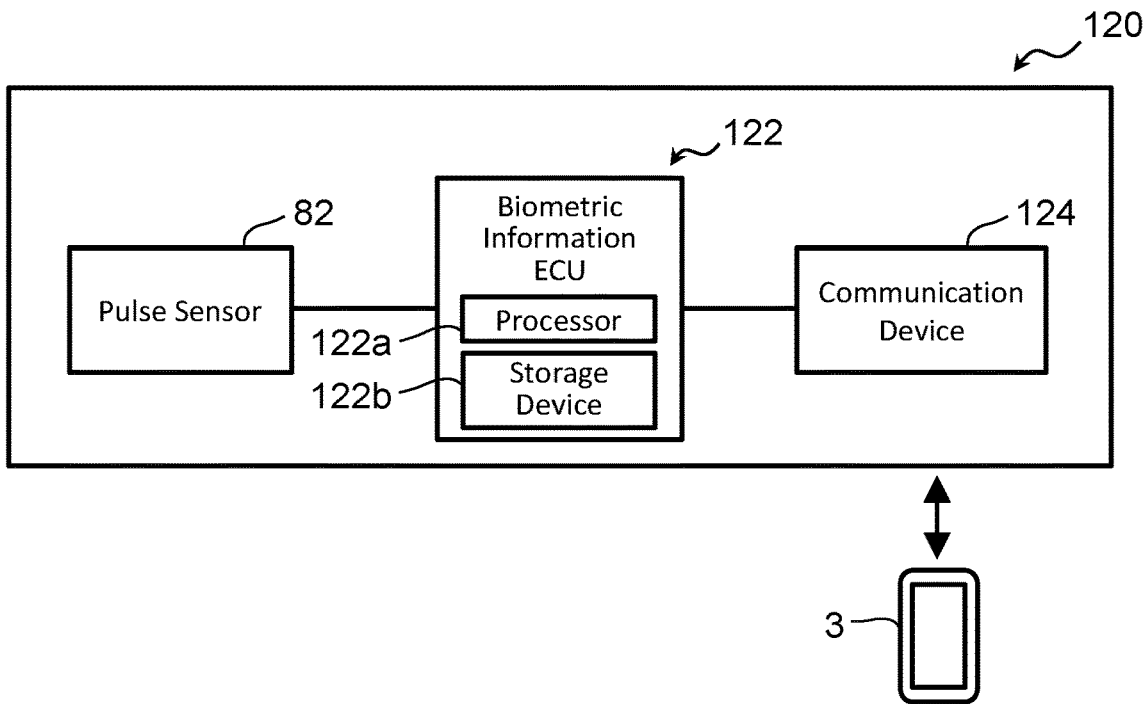 120
122
82
124
Biometric
Information
ECU
Pulse Sensor
Communication
Device
Processor
122a
Storage
Device
122b
3